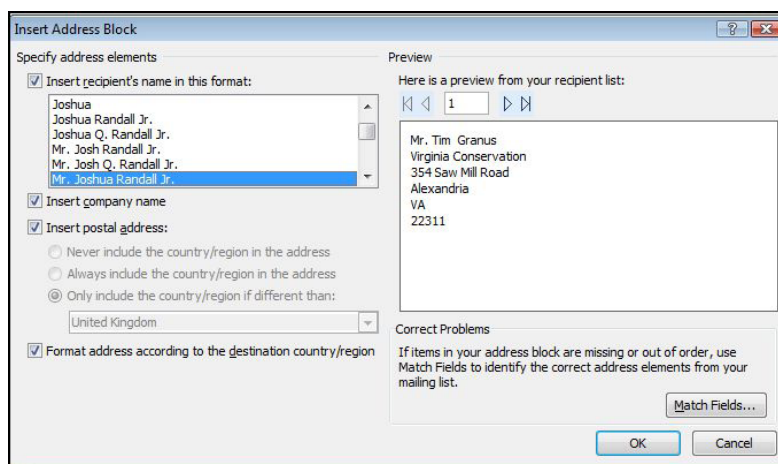 Insert Address Block
Specify address elements
Insert recipient's name in this format:
Joshua
Joshua Randall Jr.
Joshua Q. Randall Jr.
Mr. Josh Randall Jr.
Mr. Josh Q. Randall Jr.
Mr. Joshua Randall Jr.
Insert company name
Insert postal address:
Never include the country/region in the address
Always include the country/region in the address
Only include the country/region if different than:
United Kingdom
Format address according to the destination country/region
Preview
Here is a preview from your recipient list:
1
Mr. Tim Granus
Virginia Conservation
354 Saw Mill Road
Alexandria
VA
22311
Correct Problems
If items in your address block are missing or out of order, use
Match Fields to identify the correct address elements from your
mailing list.
Match Fields...
OK
Cancel